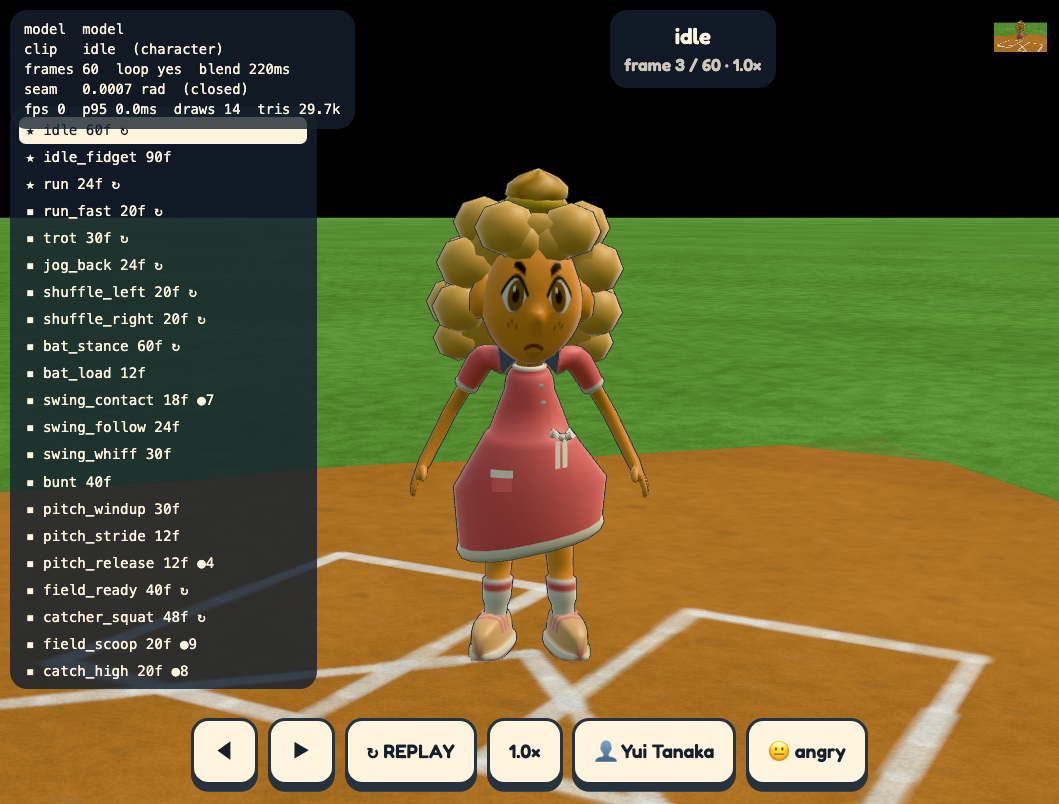 model  model
clip   idle  (character)
frames 60  loop yes  blend 220ms
seam   0.0007 rad  (closed)
fps 0  p95 0.0ms  draws 14  tris 29.7k
★ idle 60f ↻
★ idle_fidget 90f
★ run 24f ↻
▪ run_fast 20f ↻
▪ trot 30f ↻
▪ jog_back 24f ↻
▪ shuffle_left 20f ↻
▪ shuffle_right 20f ↻
▪ bat_stance 60f ↻
▪ bat_load 12f
▪ swing_contact 18f ●7
▪ swing_follow 24f
▪ swing_whiff 30f
▪ bunt 40f
▪ pitch_windup 30f
▪ pitch_stride 12f
▪ pitch_release 12f ●4
▪ field_ready 40f ↻
▪ catcher_squat 48f ↻
▪ field_scoop 20f ●9
▪ catch_high 20f ●8
idle
frame 3 / 60 · 1.0×
◀ ▶ ↻ REPLAY 1.0× 👤 Yui Tanaka 😐 angry